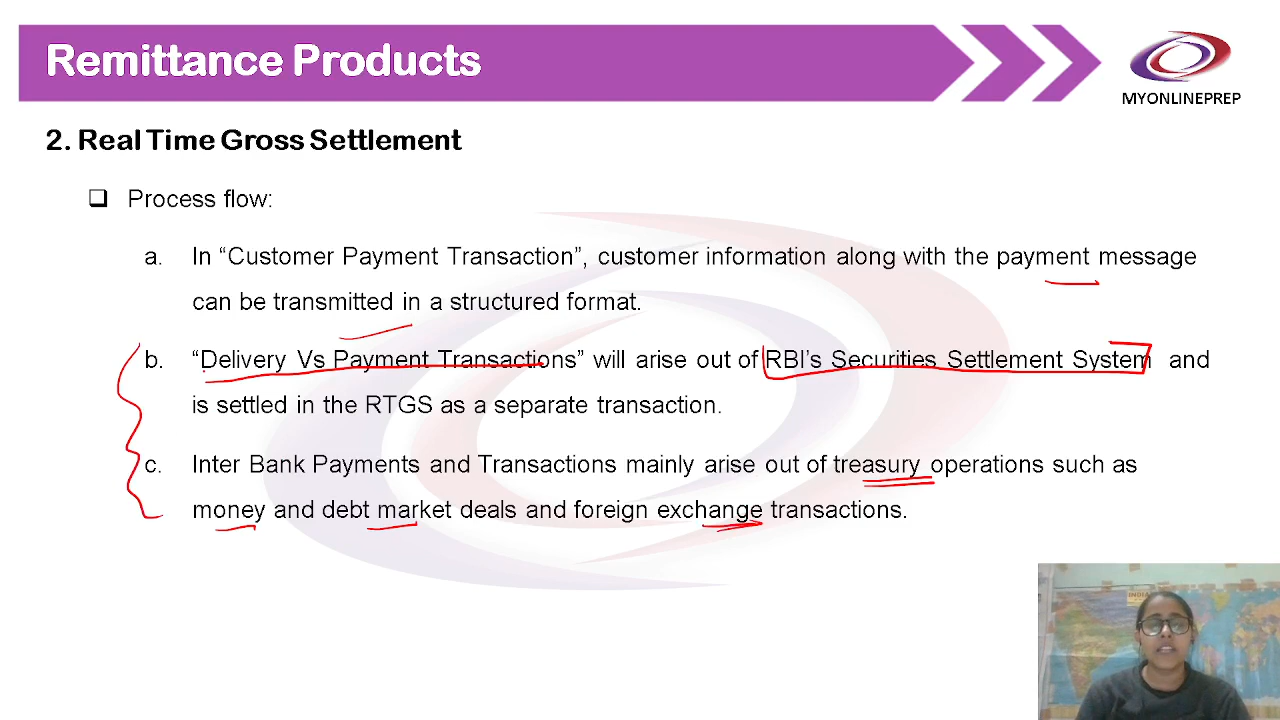 Remittance Products
MYONLINEPREP
2. Real Time Gross Settlement
❑ Process flow:
a. In “Customer Payment Transaction”, customer information along with the payment message
can be transmitted in a structured format.
b. “Delivery Vs Payment Transactions” will arise out of RBI’s Securities Settlement System and
is settled in the RTGS as a separate transaction.
c. Inter Bank Payments and Transactions mainly arise out of treasury operations such as
money and debt market deals and foreign exchange transactions.
INDIA